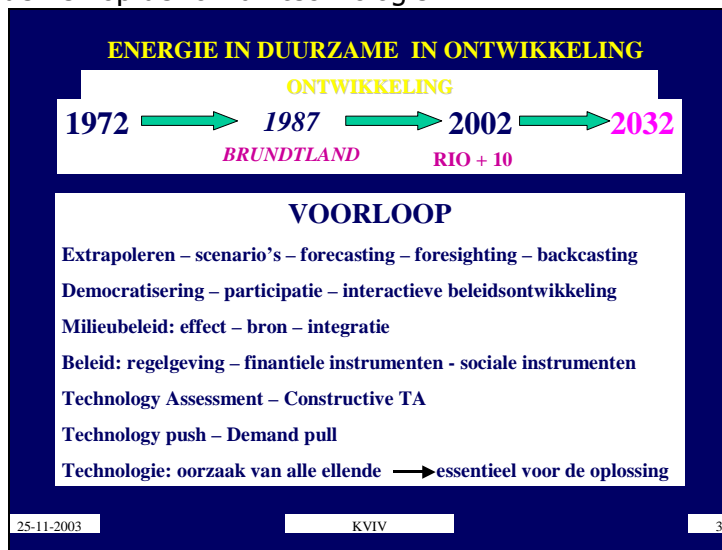 ENERGIE IN DUURZAME IN ONTWIKKELING
ONTWIKKELING
1972 1987 2002 2032
BRUNDTLAND RIO + 10
VOORLOOP
Extrapoleren – scenario's – forecasting – foresighting – backcasting
Democratisering – participatie – interactieve beleidsontwikkeling
Milieubeleid: effect – bron – integratie
Beleid: regelgeving – finantiele instrumenten - sociale instrumenten
Technology Assessment – Constructive TA
Technology push – Demand pull
Technologie: oorzaak van alle ellende essentieel voor de oplossing
25-11-2003 KVIV 3